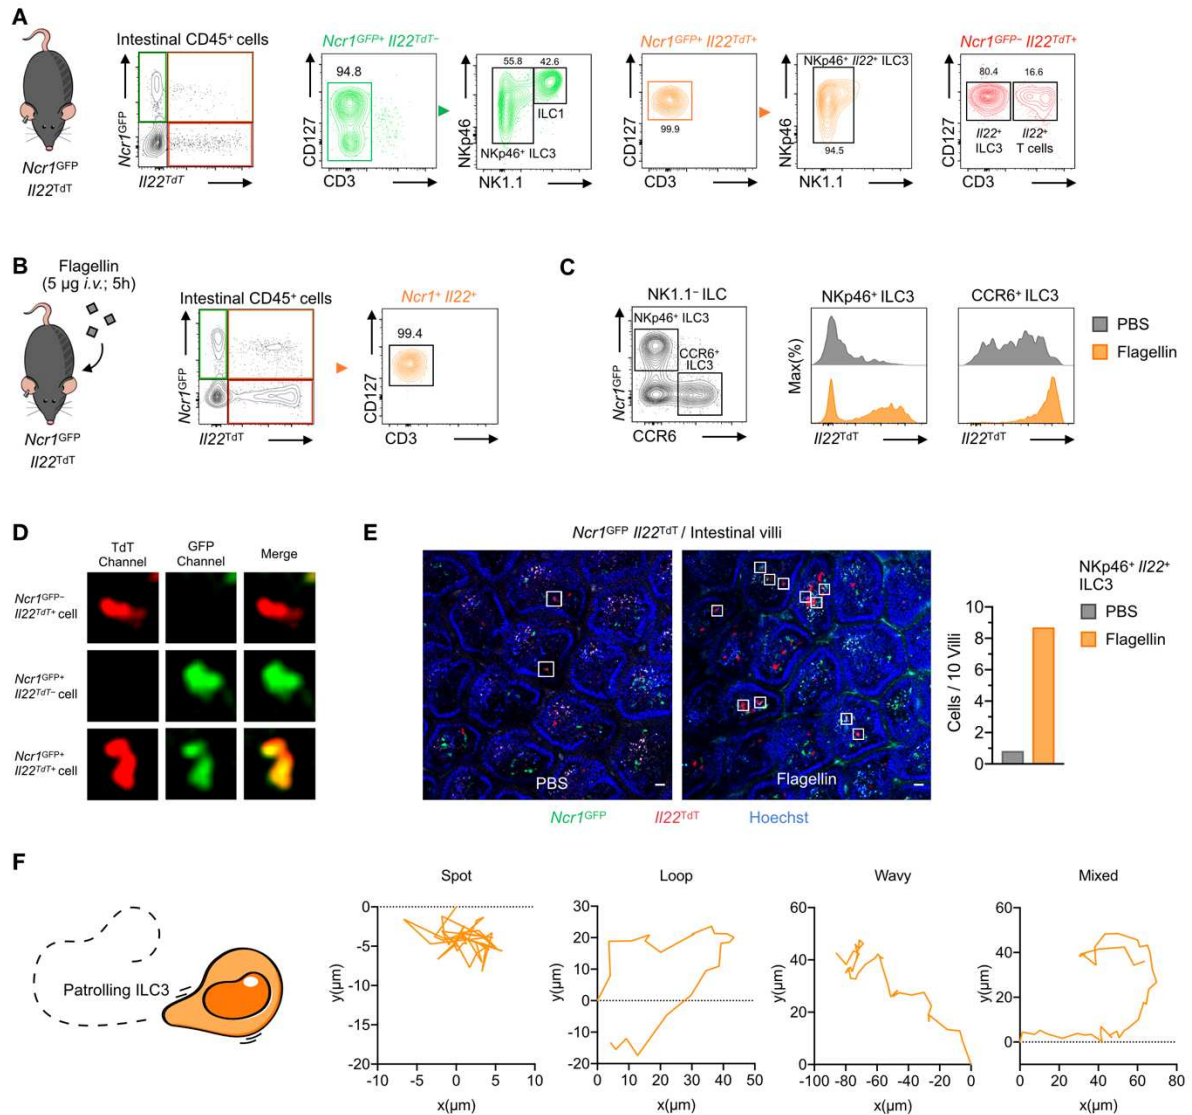 A
Ncr1GFP
Il22TdT
Intestinal CD45+ cells
Ncr1GFP
Il22TdT
Ncr1GFP+ Il22TdT−
94.8
CD127
CD3
55.8
42.6
ILC1
NKp46+ ILC3
NKp46
NK1.1
Ncr1GFP+ Il22TdT+
99.9
CD127
CD3
NKp46+ Il22+ ILC3
94.5
NKp46
NK1.1
Ncr1GFP− Il22TdT+
80.4
16.6
Il22+
ILC3
Il22+
T cells
CD127
CD3
B
Flagellin
(5 µg i.v.; 5h)
Ncr1GFP
Il22TdT
Intestinal CD45+ cells
Ncr1GFP
Il22TdT
Ncr1+ Il22+
99.4
CD127
CD3
C
NK1.1− ILC
NKp46+ ILC3
CCR6+
ILC3
Ncr1GFP
CCR6
NKp46+ ILC3
CCR6+ ILC3
Max(%)
Il22TdT
Il22TdT
PBS
Flagellin
D
TdT
Channel
GFP
Channel
Merge
Ncr1GFP−
Il22TdT+ cell
Ncr1GFP+
Il22TdT− cell
Ncr1GFP+
Il22TdT+ cell
E
Ncr1GFP Il22TdT / Intestinal villi
PBS
Flagellin
Ncr1GFP
Il22TdT
Hoechst
NKp46+ Il22+
ILC3
PBS
Flagellin
Cells / 10 Villi
10
8
6
4
2
0
F
Patrolling ILC3
Spot
y(µm)
0
-5
-10
-15
-20
-10
-5
0
5
10
x(µm)
Loop
y(µm)
30
20
10
0
-10
-20
0
10
20
30
40
50
x(µm)
Wavy
y(µm)
60
40
20
0
-100
-80
-60
-40
-20
0
x(µm)
Mixed
y(µm)
60
40
20
0
0
20
40
60
80
x(µm)